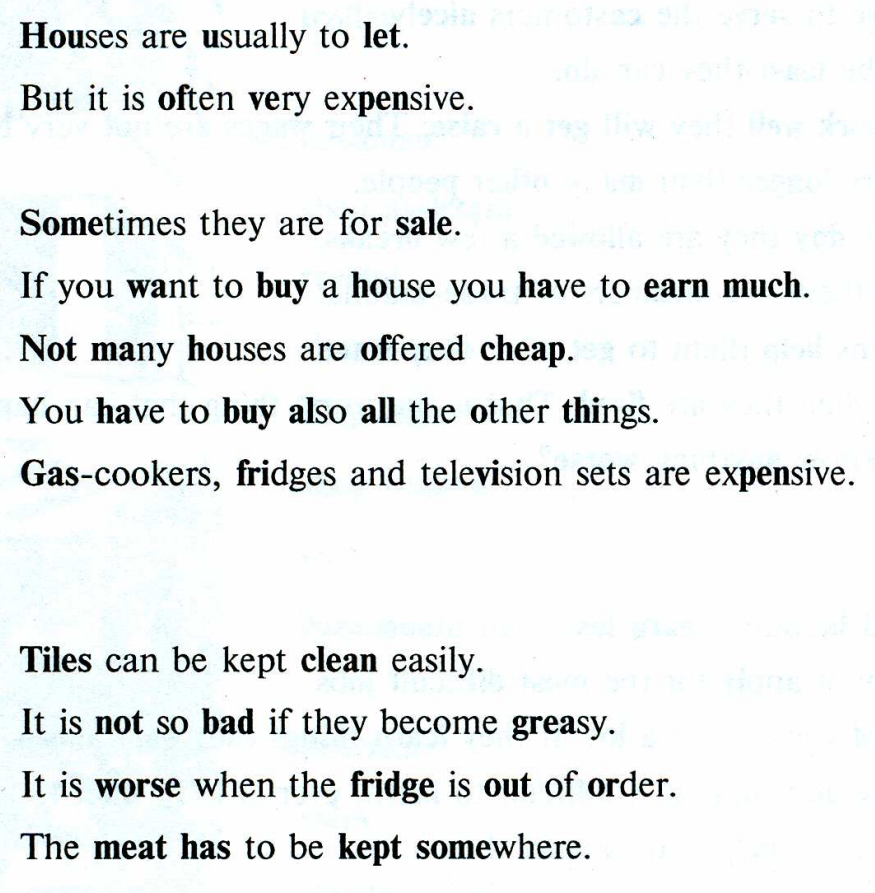 Houses are usually to let.
But it is often very expensive.
Sometimes they are for sale.
If you want to buy a house you have to earn much.
Not many houses are offered cheap.
You have to buy also all the other things.
Gas-cookers, fridges and television sets are expensive.
Tiles can be kept clean easily.
It is not so bad if they become greasy.
It is worse when the fridge is out of order.
The meat has to be kept somewhere.